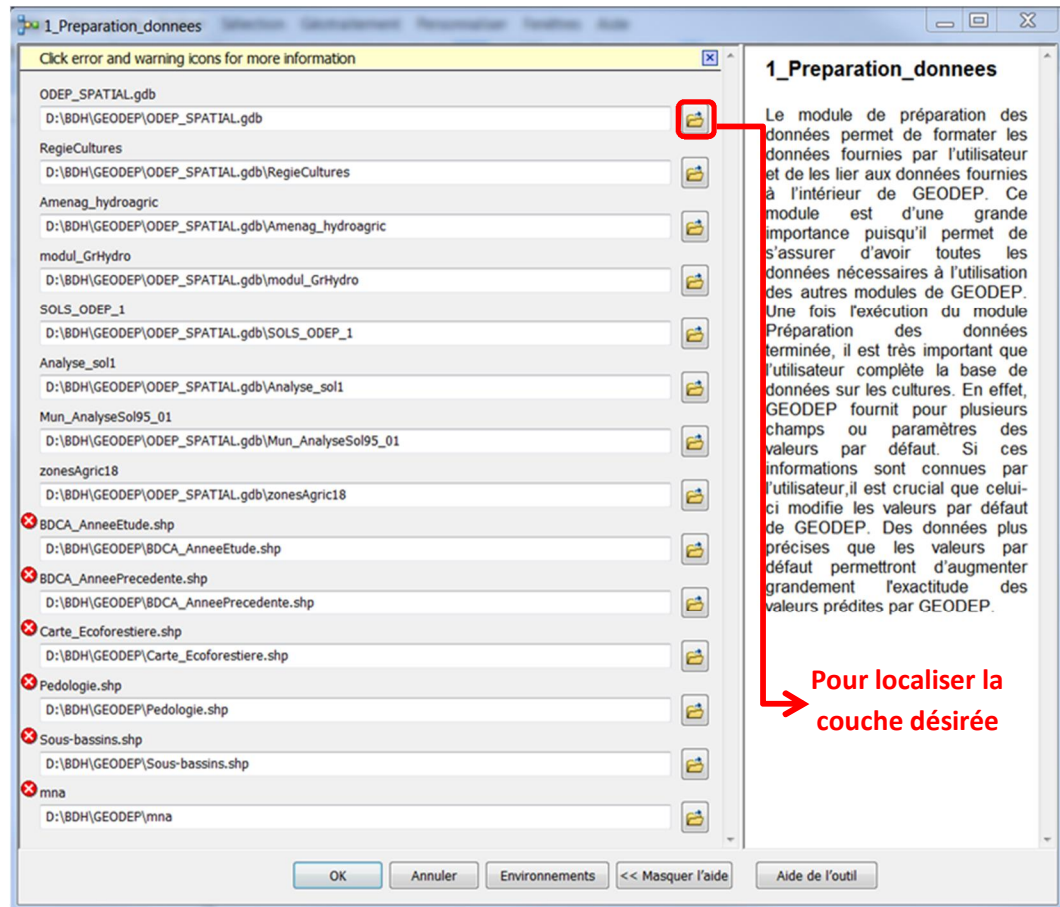 1_Preparation_donnees
Sélection Géotraitement Personnaliser Fenêtres Aide
Click error and warning icons for more information
ODEP_SPATIAL.gdb
D:\BDH\GEODEP\ODEP_SPATIAL.gdb
RegieCultures
D:\BDH\GEODEP\ODEP_SPATIAL.gdb\RegieCultures
Amenag_hydroagric
D:\BDH\GEODEP\ODEP_SPATIAL.gdb\Amenag_hydroagric
modul_GrHydro
D:\BDH\GEODEP\ODEP_SPATIAL.gdb\modul_GrHydro
SOLS_ODEP_1
D:\BDH\GEODEP\ODEP_SPATIAL.gdb\SOLS_ODEP_1
Analyse_sol1
D:\BDH\GEODEP\ODEP_SPATIAL.gdb\Analyse_sol1
Mun_AnalyseSol95_01
D:\BDH\GEODEP\ODEP_SPATIAL.gdb\Mun_AnalyseSol95_01
zonesAgric18
D:\BDH\GEODEP\ODEP_SPATIAL.gdb\zonesAgric18
BDCA_AnneeEtude.shp
D:\BDH\GEODEP\BDCA_AnneeEtude.shp
BDCA_AnneePrecedente.shp
D:\BDH\GEODEP\BDCA_AnneePrecedente.shp
Carte_Ecoforestiere.shp
D:\BDH\GEODEP\Carte_Ecoforestiere.shp
Pedologie.shp
D:\BDH\GEODEP\Pedologie.shp
Sous-bassins.shp
D:\BDH\GEODEP\Sous-bassins.shp
mna
D:\BDH\GEODEP\mna
1_Preparation_donnees
Le module de préparation des
données permet de formater les
données fournies par l'utilisateur
et de les lier aux données fournies
à l'intérieur de GEODEP. Ce
module est d'une grande
importance puisqu'il permet de
s'assurer d'avoir toutes les
données nécessaires à l'utilisation
des autres modules de GEODEP.
Une fois l'exécution du module
Préparation des données
terminée, il est très important que
l'utilisateur complète la base de
données sur les cultures. En effet,
GEODEP fournit pour plusieurs
champs ou paramètres des
valeurs par défaut. Si ces
informations sont connues par
l'utilisateur,il est crucial que celui-
ci modifie les valeurs par défaut
de GEODEP. Des données plus
précises que les valeurs par
défaut permettront d'augmenter
grandement l'exactitude des
valeurs prédites par GEODEP.
Pour localiser la
couche désirée
OK Annuler Environnements << Masquer l'aide Aide de l'outil